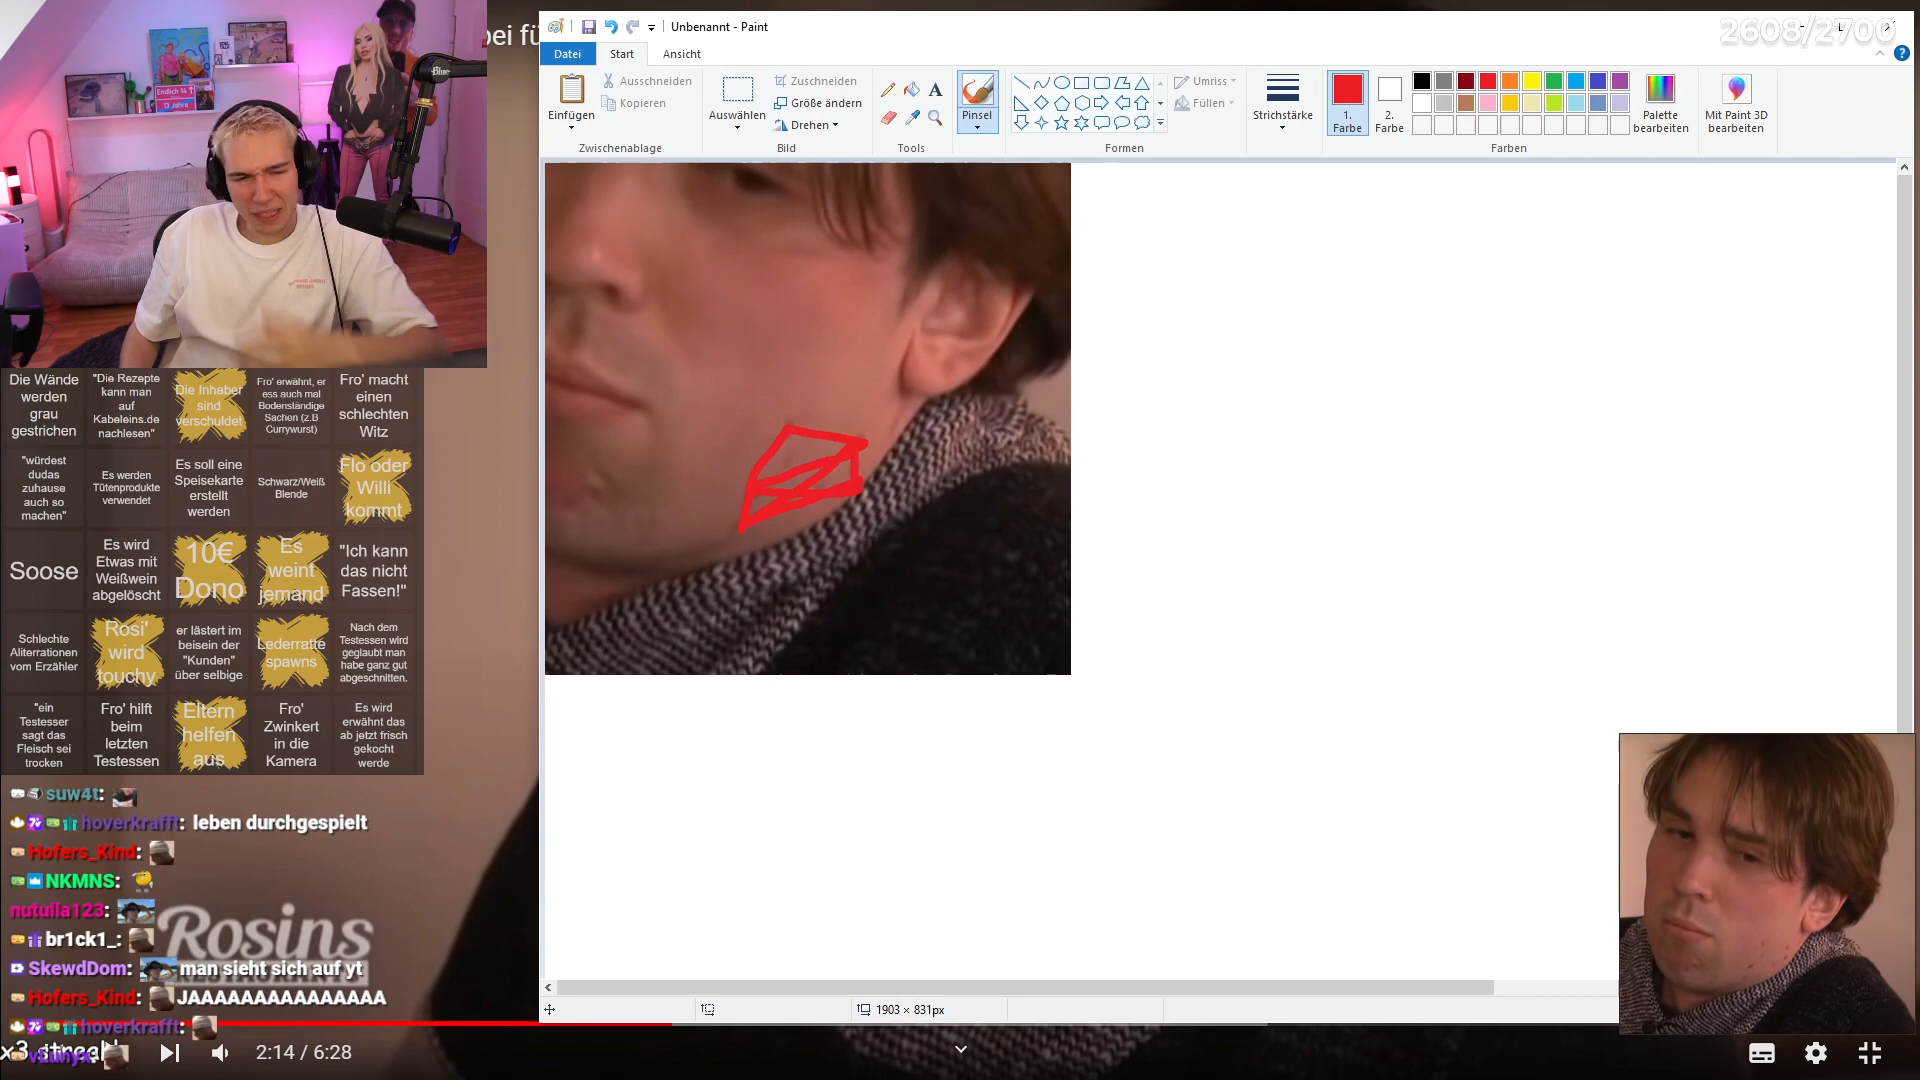 bei fü
Unbenannt - Paint
2608/2700
Datei
Start
Ansicht
Einfügen
Ausschneiden
Kopieren
Zwischenablage
Auswählen
Zuschneiden
Größe ändern
Drehen
Bild
Tools
Pinsel
Umriss
Füllen
Formen
Strichstärke
1.
Farbe
2.
Farbe
Palette
bearbeiten
Mit Paint 3D
bearbeiten
Farben
Blue
Endlich 14
13 Jahre
Die Wände
werden
grau
gestrichen
"Die Rezepte
kann man
auf
Kabeleins.de
nachlesen"
Die Inhaber
sind
verschuldet
Fro' erwähnt, er
ess auch mal
Bodenständige
Sachen (z.B
Currywurst)
Fro' macht
einen
schlechten
Witz
"würdest
dudas
zuhause
auch so
machen"
Es werden
Tütenprodukte
verwendet
Es soll eine
Speisekarte
erstellt
werden
Schwarz/Weiß
Blende
Flo oder
Willi
kommt
Soose
Es wird
Etwas mit
Weißwein
abgelöscht
10€
Dono
Es
weint
jemand
"Ich kann
das nicht
Fassen!"
Schlechte
Aliterrationen
vom Erzähler
Rosi'
wird
touchy
er lästert im
beisein der
"Kunden"
über selbige
Lederratte
spawns
Nach dem
Testessen wird
geglaubt man
habe ganz gut
abgeschnitten.
"ein
Testesser
sagt das
Fleisch sei
trocken
Fro' hilft
beim
letzten
Testessen
Eltern
helfen
aus
Fro'
Zwinkert
in die
Kamera
Es wird
erwähnt das
ab jetzt frisch
gekocht
werde
suw4t:
hoverkrafft: leben durchgespielt
Hofers_Kind:
NKMNS:
nutulla123:
br1ck1_:
SkewdDom: man sieht sich auf yt
Hofers_Kind: JAAAAAAAAAAAAAAA
hoverkrafft:
Rosins
1903 × 831px
2:14 / 6:28